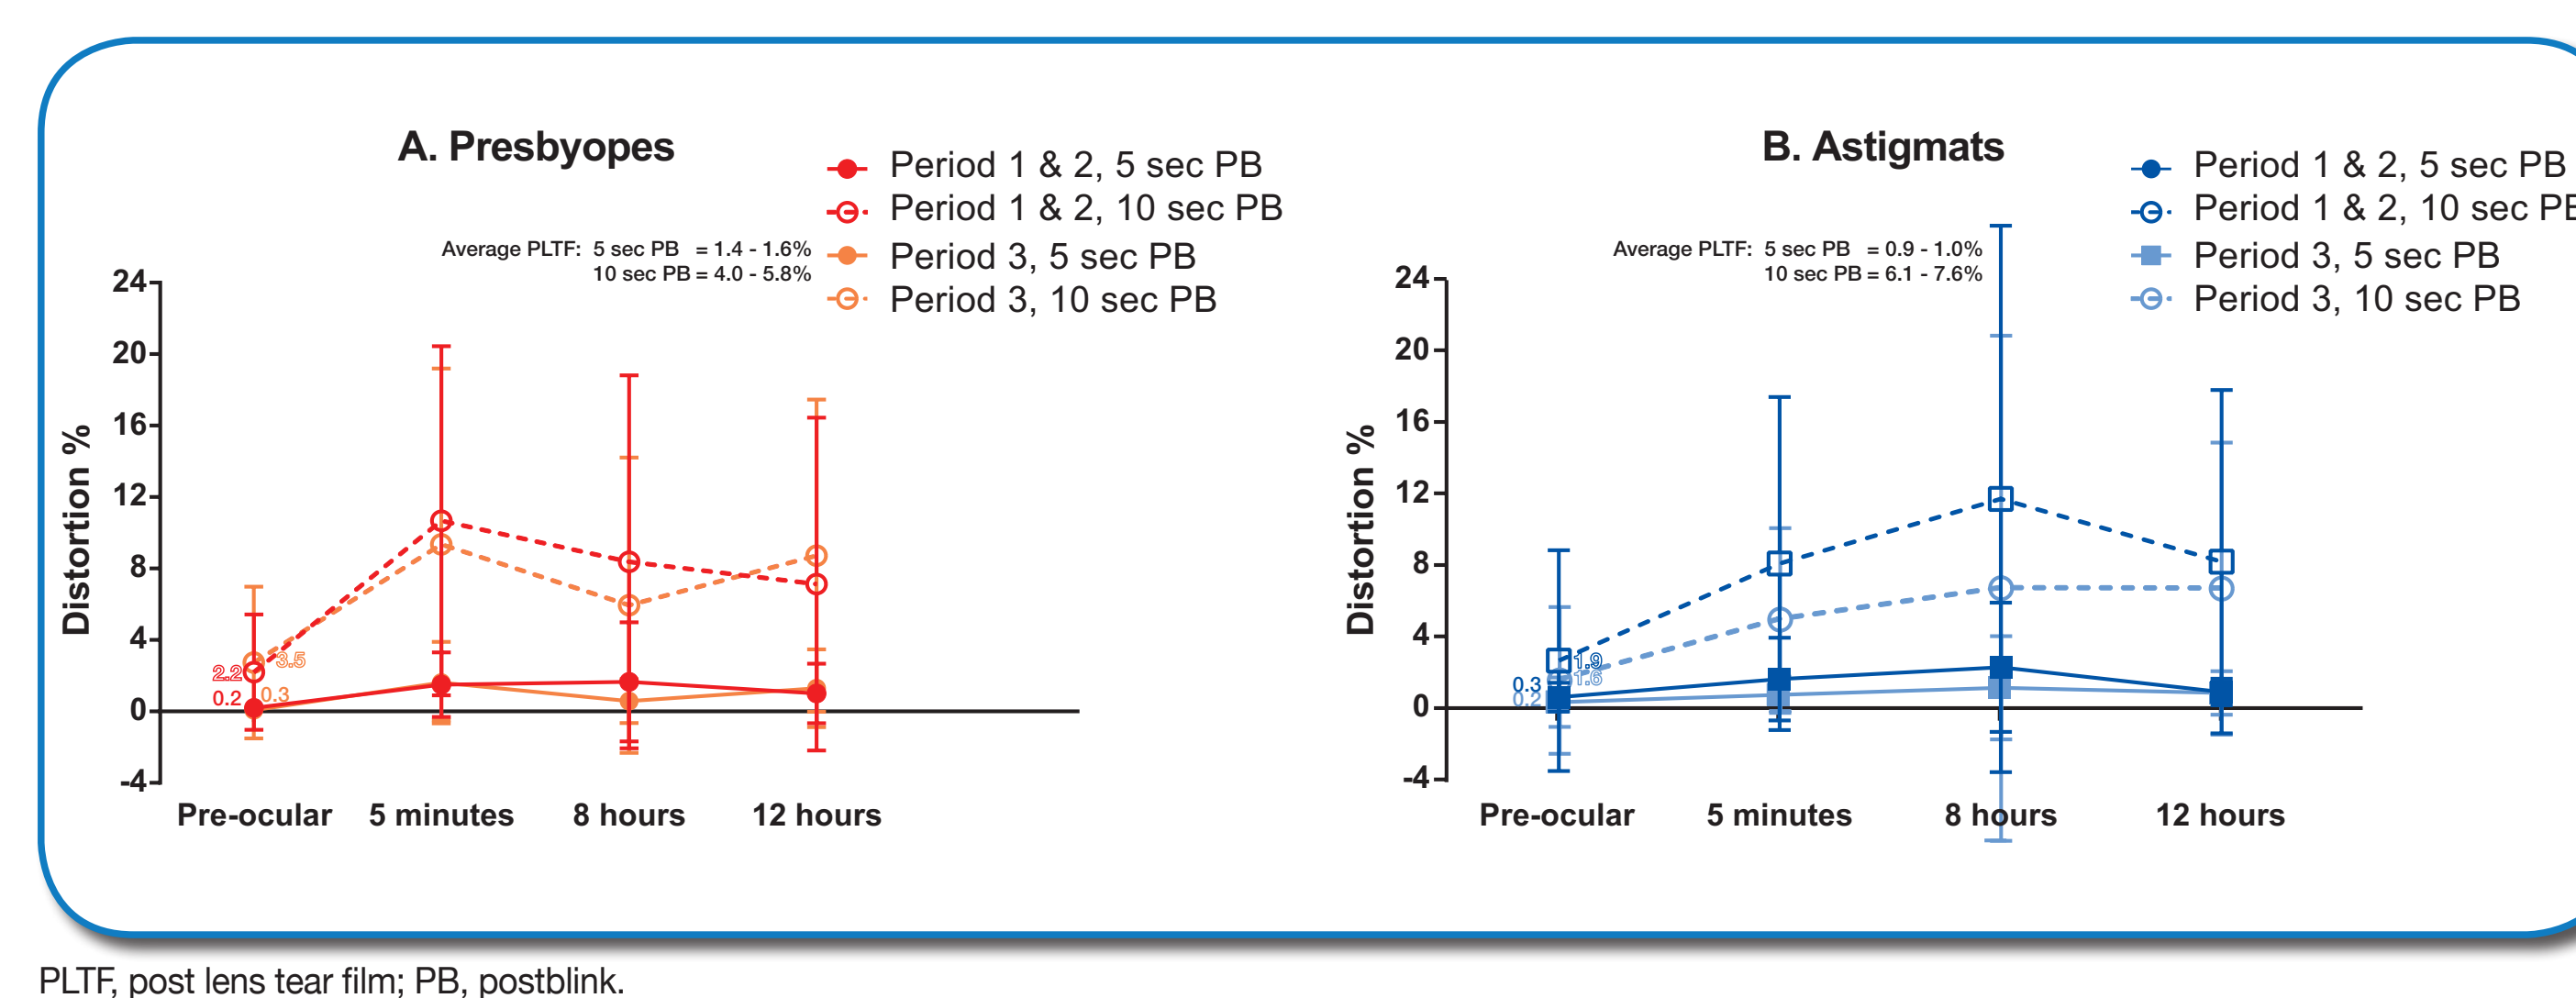 A. Presbyopes
Period 1 & 2, 5 sec PB
Period 1 & 2, 10 sec PB
Period 3, 5 sec PB
Period 3, 10 sec PB
Average PLTF: 5 sec PB = 1.4 - 1.6%
10 sec PB = 4.0 - 5.8%
Distortion %
24
20
16
12
8
4
0
-4
2.2
3.5
0.2
0.3
Pre-ocular 5 minutes 8 hours 12 hours
B. Astigmats
Period 1 & 2, 5 sec PB
Period 1 & 2, 10 sec PB
Period 3, 5 sec PB
Period 3, 10 sec PB
Average PLTF: 5 sec PB = 0.9 - 1.0%
10 sec PB = 6.1 - 7.6%
Distortion %
24
20
16
12
8
4
0
-4
1.9
1.6
0.3
0.2
Pre-ocular 5 minutes 8 hours 12 hours
PLTF, post lens tear film; PB, postblink.